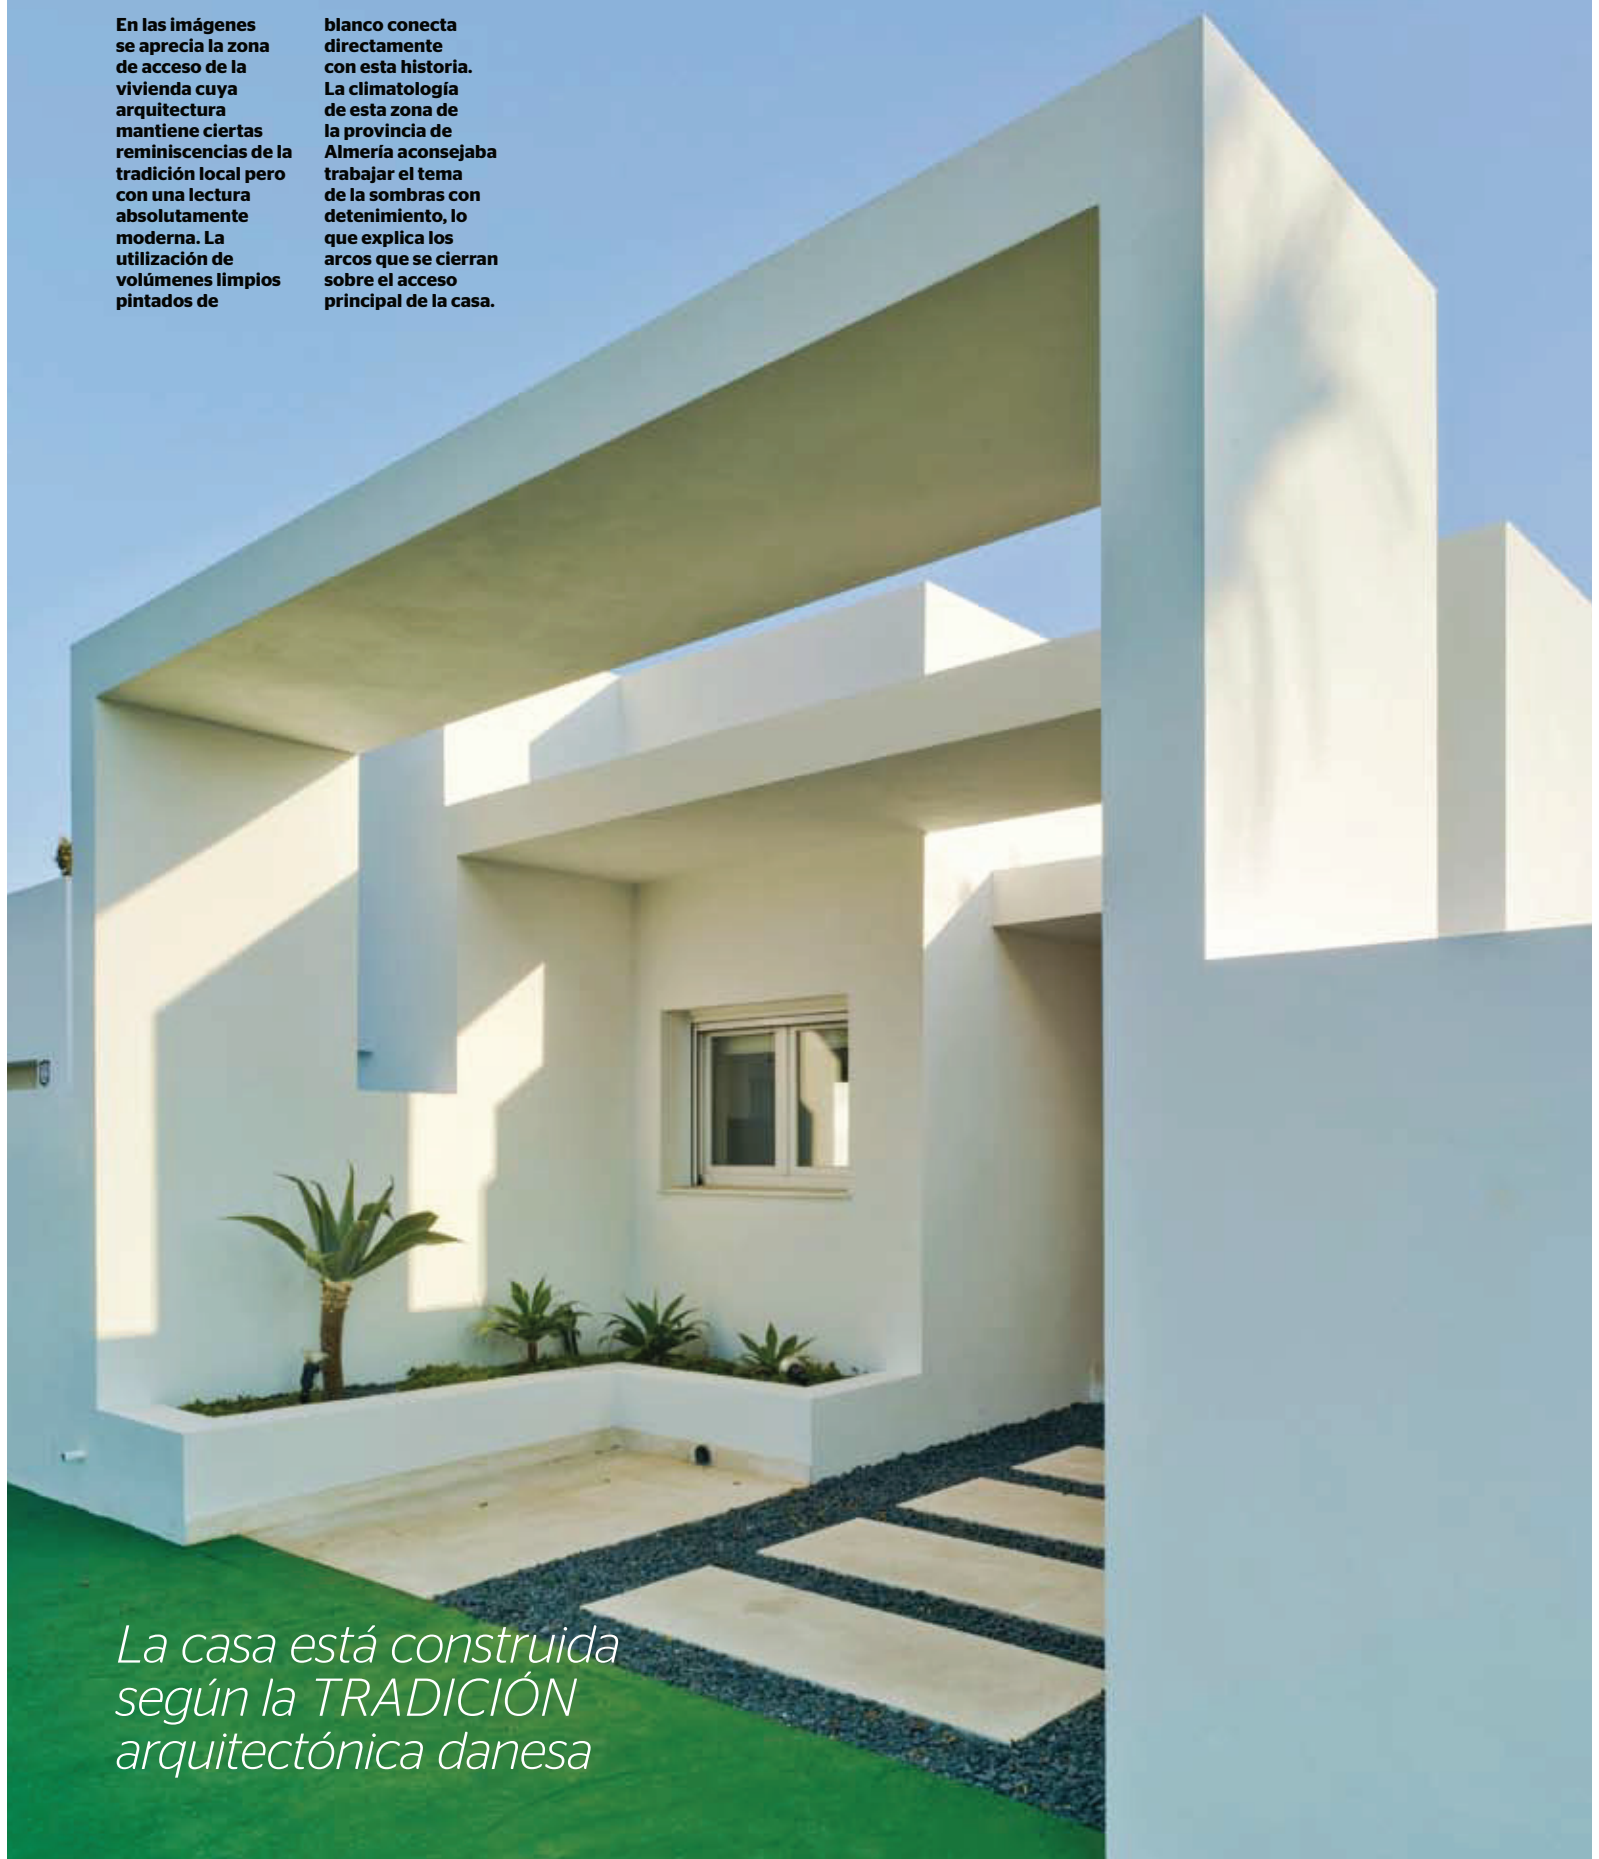 En las imágenes
se aprecia la zona
de acceso de la
vivienda cuya
arquitectura
mantiene ciertas
reminiscencias de la
tradición local pero
con una lectura
absolutamente
moderna. La
utilización de
volúmenes limpios
pintados de
blanco conecta
directamente
con esta historia.
La climatología
de esta zona de
la provincia de
Almería aconsejaba
trabajar el tema
de la sombras con
detenimiento, lo
que explica los
arcos que se cierran
sobre el acceso
principal de la casa.
La casa está construida
según la TRADICIÓN
arquitectónica danesa